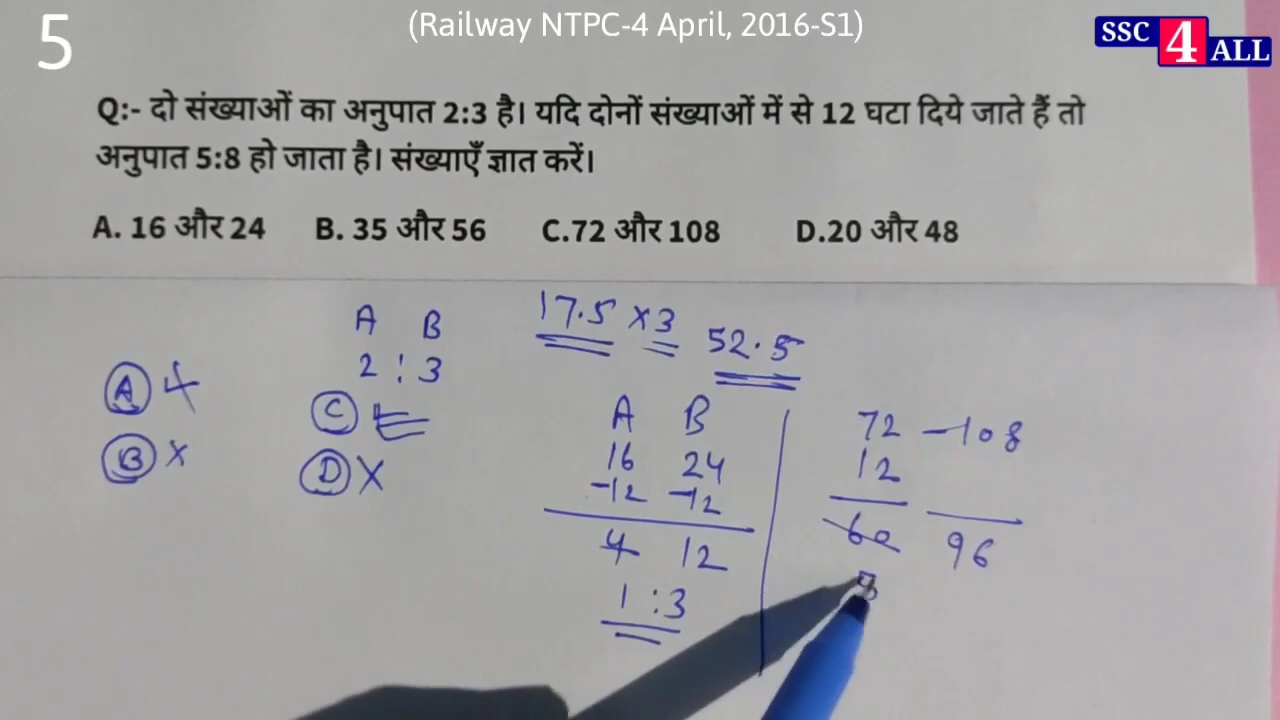 5
(Railway NTPC-4 April, 2016-S1)
SSC 4 ALL
Q:- दो संख्याओं का अनुपात 2:3 है। यदि दोनों संख्याओं में से 12 घटा दिये जाते हैं तो
अनुपात 5:8 हो जाता है। संख्याएँ ज्ञात करें।
A. 16 और 24 B. 35 और 56 C.72 और 108 D.20 और 48
17.5 x 3 52.5
A B
2 : 3
A
C
B x
D x
A B
16 24
-12 -12
4 12
1 : 3
72 - 108
12
60 96